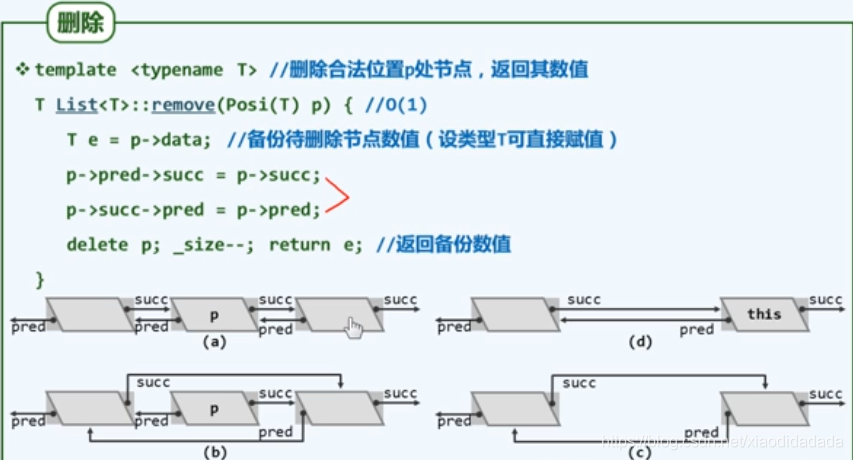 删除
❖ template <typename T> //删除合法位置p处节点，返回其数值
T List<T>::remove(Posi(T) p) { //O(1)
T e = p->data; //备份待删除节点数值（设类型T可直接赋值）
p->pred->succ = p->succ;
p->succ->pred = p->pred;
delete p; _size--; return e; //返回备份数值
}
succ succ succ
p
pred pred pred
(a)
succ succ
this
pred pred
(d)
succ succ succ
p
pred pred pred
(b)
succ succ
pred pred
(c)
https://blog.csdn.net/xiaodidadada